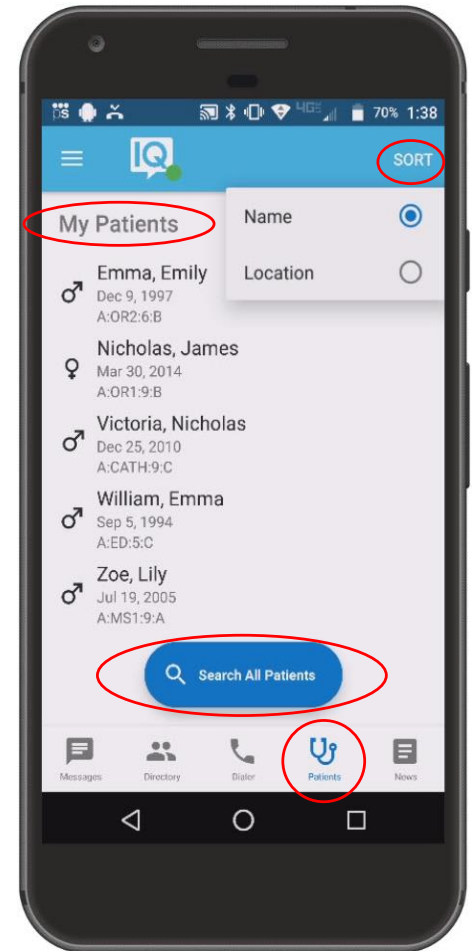 70% 1:38
IQ
SORT
My Patients
Name
Location
Emma, Emily
Dec 9, 1997
A:OR2:6:B
Nicholas, James
Mar 30, 2014
A:OR1:9:B
Victoria, Nicholas
Dec 25, 2010
A:CATH:9:C
William, Emma
Sep 5, 1994
A:ED:5:C
Zoe, Lily
Jul 19, 2005
A:MS1:9:A
Search All Patients
Messages Directory Dialer Patients News